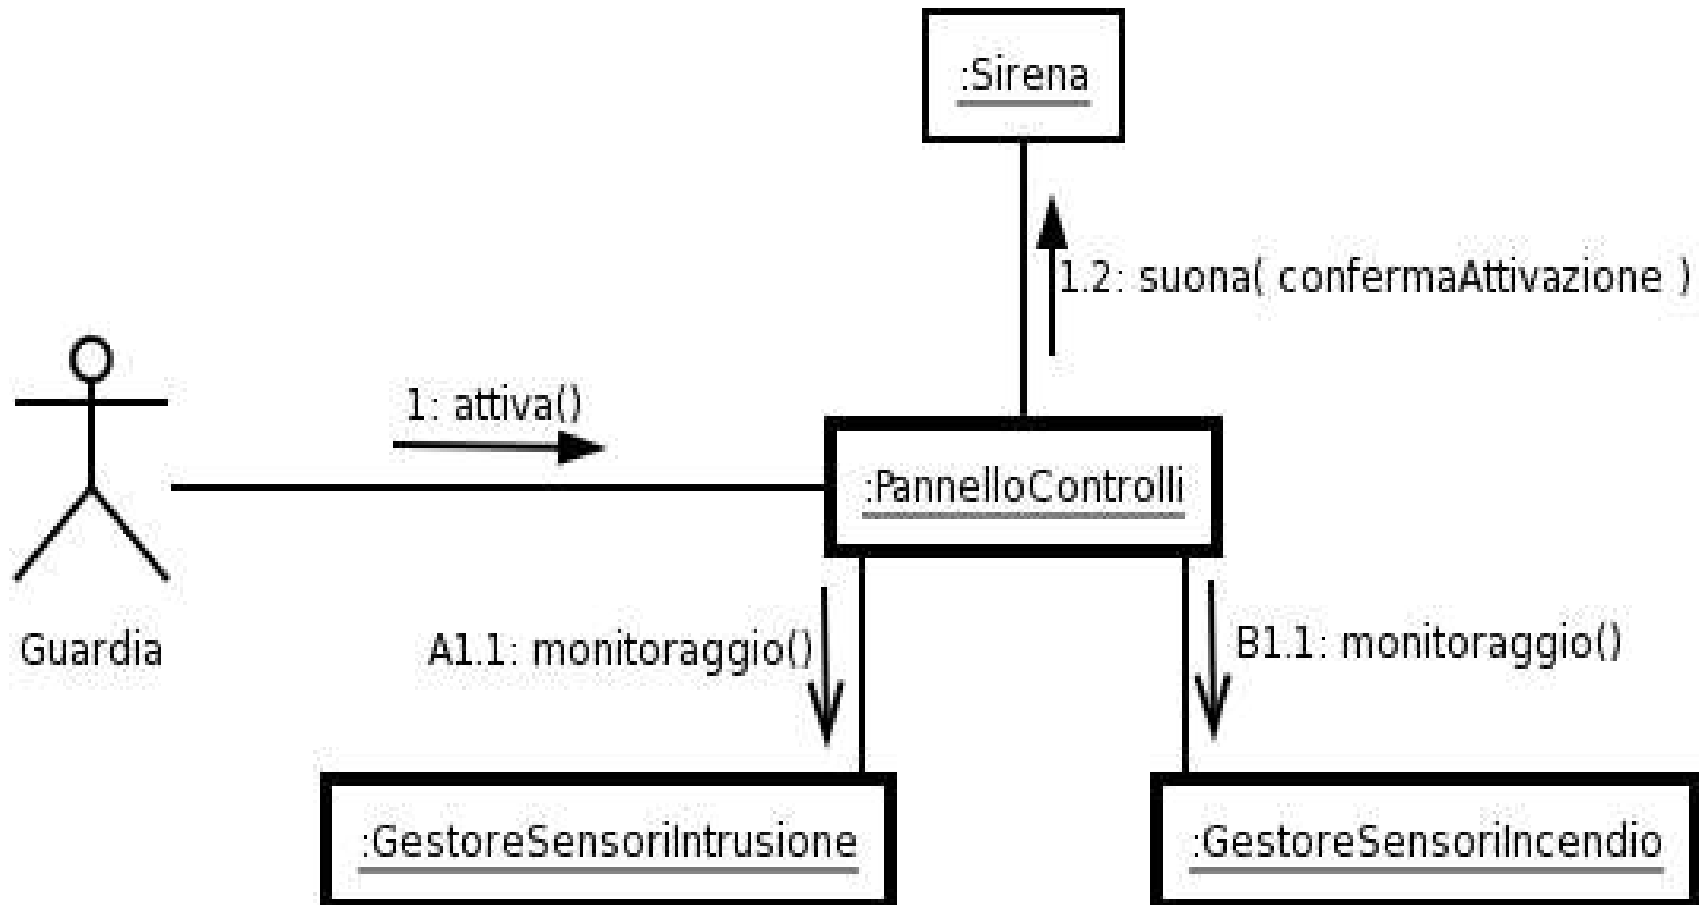 :Sirena
1.2: suona( confermaAttivazione )
1: attiva()
:PannelloControlli
Guardia
A1.1: monitoraggio()
B1.1: monitoraggio()
:GestoreSensoriIntrusione
:GestoreSensoriIncendio